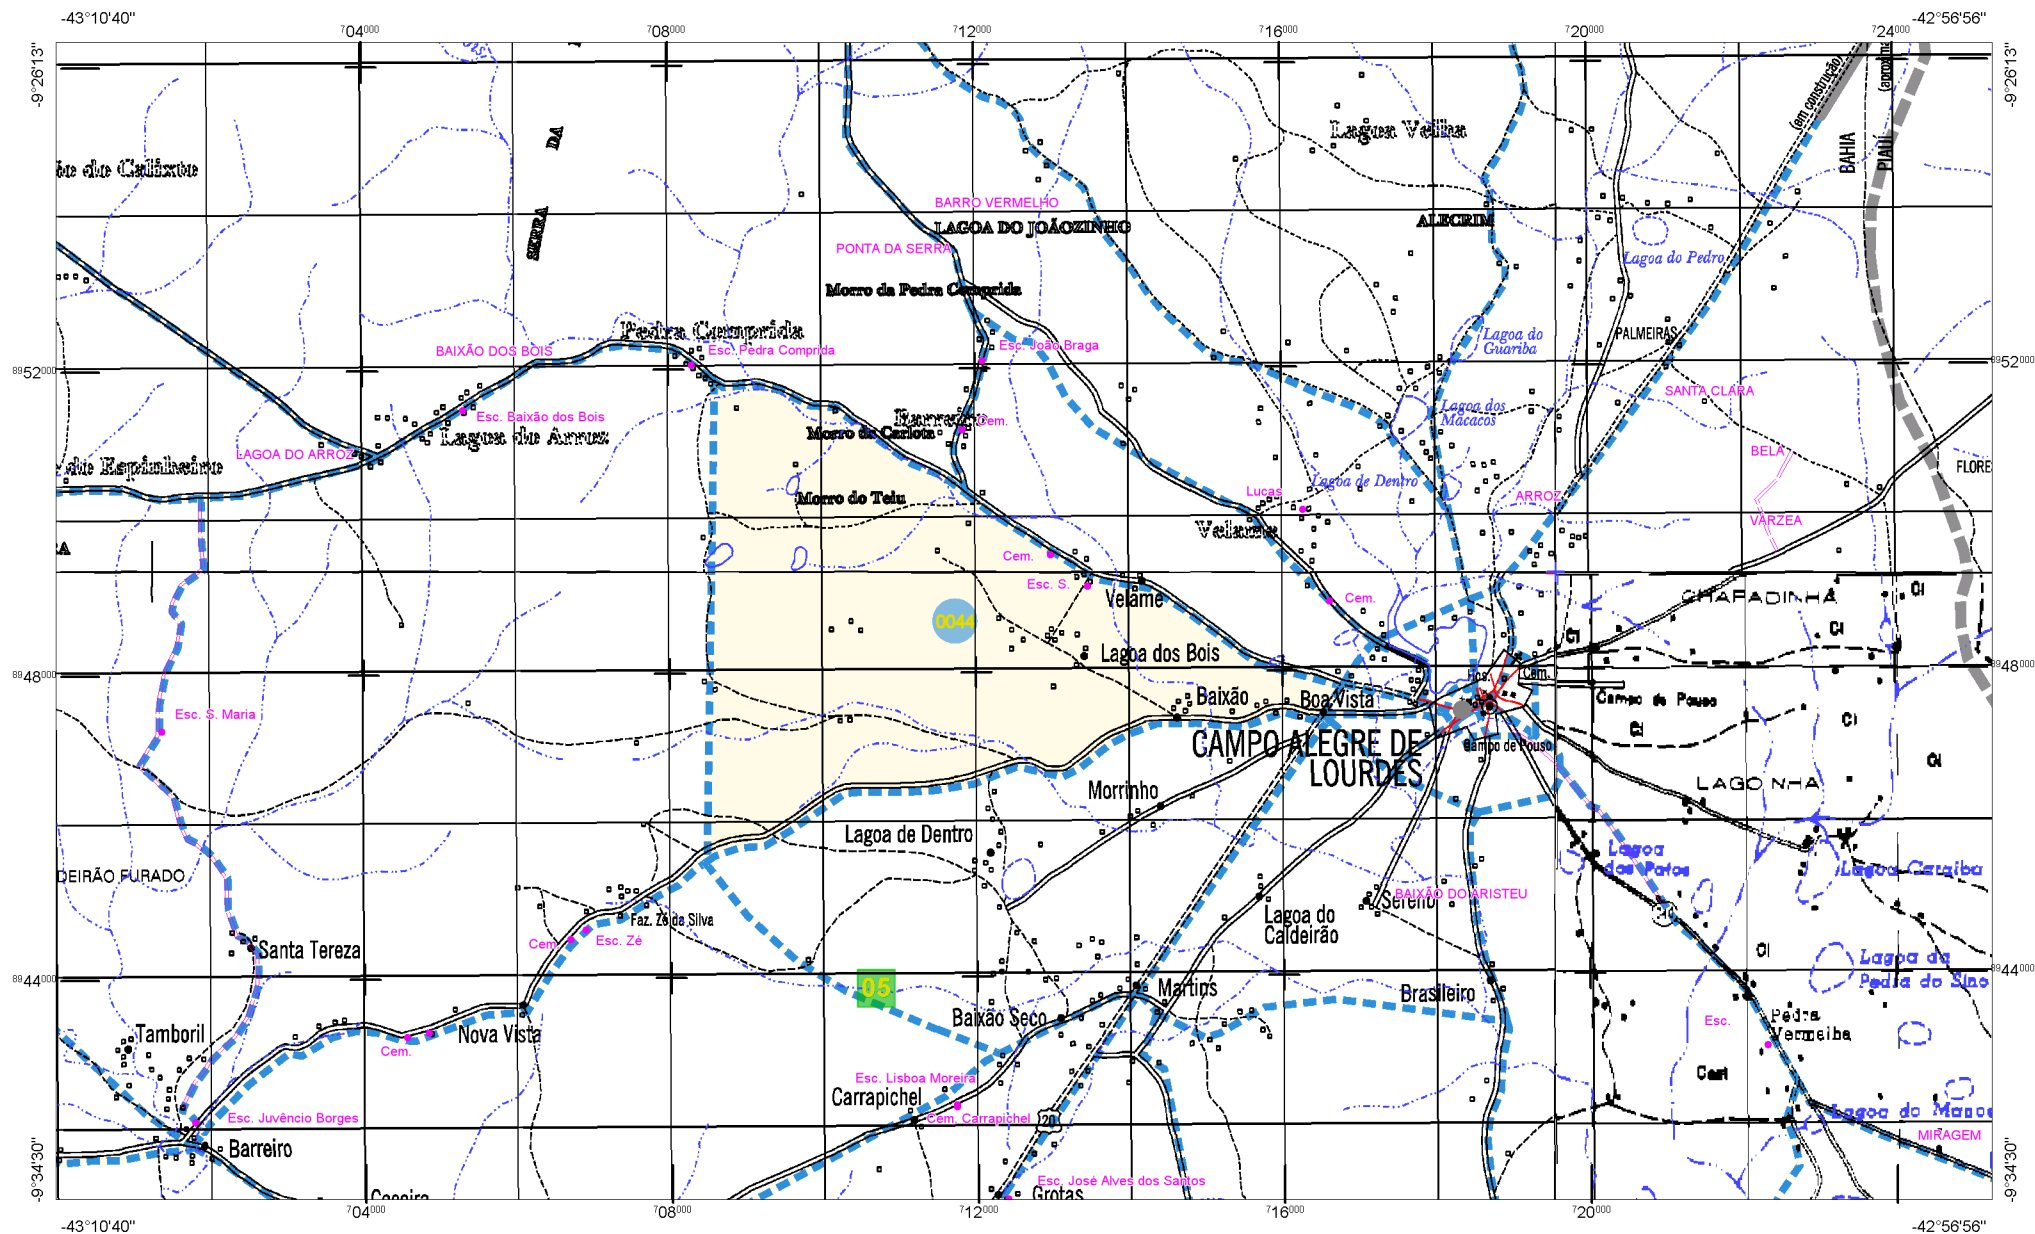 -43°10'40"
704000
708000
712000
716000
720000
724000
-42°56'56"
-9°26'13"
-9°26'13"
(em construção)
BAHIA
PIAUÍ
DA
SERRA
Lagoa Velha
BARRO VERMELHO
LAGOA DO JOÃOZINHO
ALECRIM
PONTA DA SERRA
Lagoa do Pedro
Morro da Pedra Comprida
Pedra Comprida
PALMEIRAS
Lagoa do
Guariba
BAIXÃO DOS BOIS
Esc. Pedra Comprida
Esc. João Braga
8952000
8952000
SANTA CLARA
Esc. Baixão dos Bois
Lagoa do Arroz
Barreiro
Cem.
Morro da Carlota
Lagoa dos
Macacos
LAGOA DO ARROZ
BELA
FLORE
Lagoa de Dentro
Lucas
ARROZ
Morro do Teiu
VARZEA
Velame
Cem.
Esc. S.
Velame
Cem.
CHAPADINHA
CI
0044
CI
CI
Lagoa dos Bois
8948000
8948000
Hos.
Cem.
Baixão
Boa Vista
Campo de Pouso
Esc. S. Maria
CI
CI
CAMPO ALEGRE DE
LOURDES
Campo de Pouso
CI
LAGOINHA
Morrinho
Lagoa de Dentro
Lagoa
dos Patos
Lagoa Caraiba
DEIRÃO FURADO
BAIXÃO DO ARISTEU
Sereno
Faz. Zé da Silva
Lagoa do
Caldeirão
Cem
Esc. Zé
Santa Tereza
CI
Lagoa da
Pedra do Sino
8944000
8944000
05
Martins
Brasileiro
Baixão Seco
Esc.
Pedra
Vermelha
Tamboril
Nova Vista
Cem.
Esc. Lisboa Moreira
Carrapichel
Cem. Carrapichel
20
Esc. Juvêncio Borges
Barreiro
MIRAGEM
Esc. José Alves dos Santos
Grotas
-9°34'30"
-9°34'30"
-43°10'40"
704000
708000
712000
716000
720000
-42°56'56"